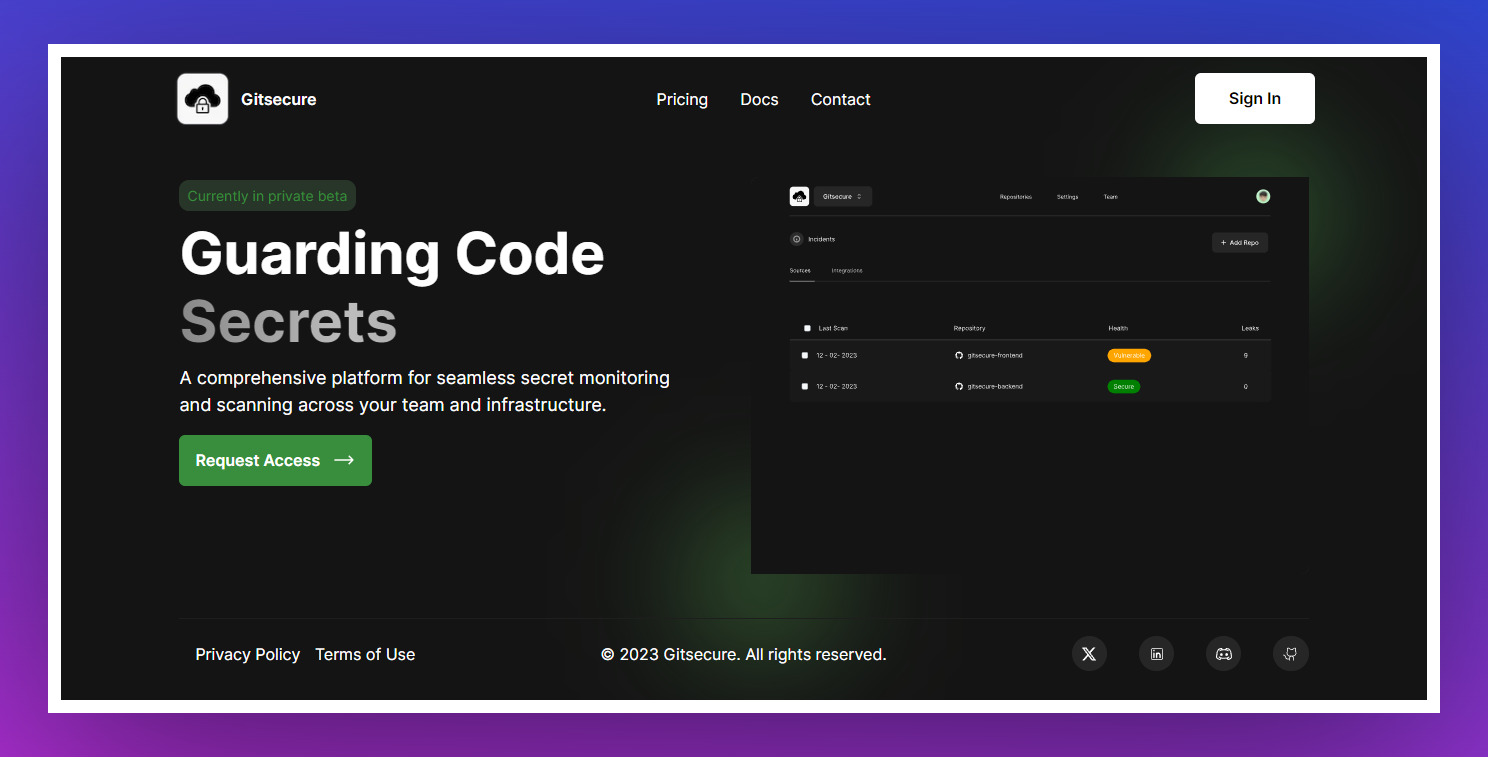 Gitsecure
Pricing Docs Contact
Sign In
Currently in private beta
Guarding Code
Secrets
A comprehensive platform for seamless secret monitoring
and scanning across your team and infrastructure.
Request Access
Gitsecure
Repositories Settings Team
Incidents
+ Add Repo
Sources Integrations
Last Scan Repository Health Leaks
12 - 02- 2023 gitsecure-frontend Vulnerable 9
12 - 02- 2023 gitsecure-backend Secure 0
Privacy Policy Terms of Use
© 2023 Gitsecure. All rights reserved.